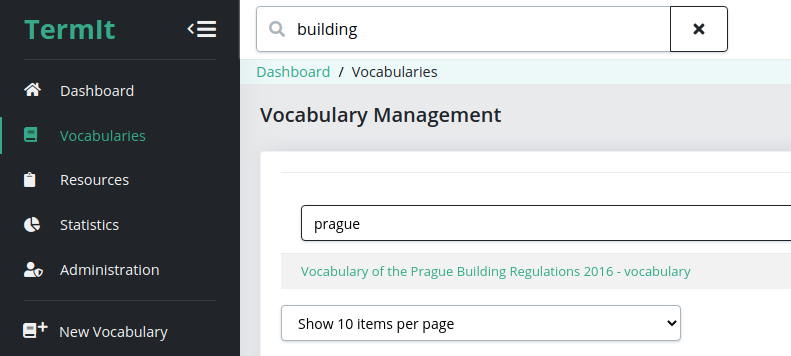 TermIt
Dashboard
Vocabularies
Resources
Statistics
Administration
New Vocabulary
building
Dashboard / Vocabularies
Vocabulary Management
prague
Vocabulary of the Prague Building Regulations 2016 - vocabulary
Show 10 items per page